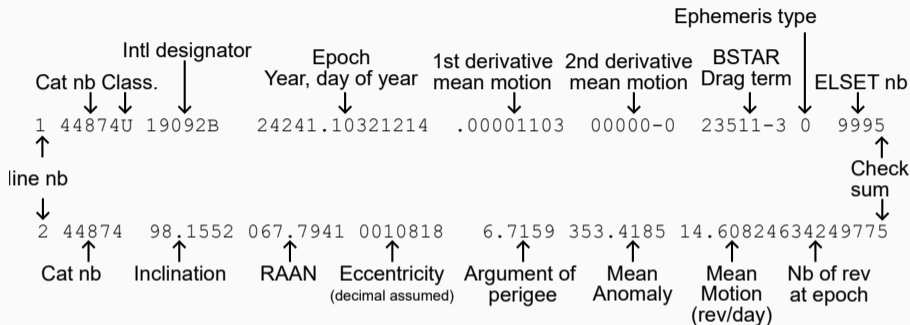 Ephemeris type
Intl designator Epoch 1st derivative 2nd derivative BSTAR
Cat nb Class. Year, day of year mean motion mean motion Drag term ELSET nb
1 44874U 19092B 24241.10321214 .00001103 00000-0 23511-3 0 9995
line nb
Check
sum
2 44874 98.1552 067.7941 0010818 6.7159 353.4185 14.60824634249775
Cat nb Inclination RAAN Eccentricity Argument of Mean Mean Nb of rev
(decimal assumed) perigee Anomaly Motion at epoch
(rev/day)